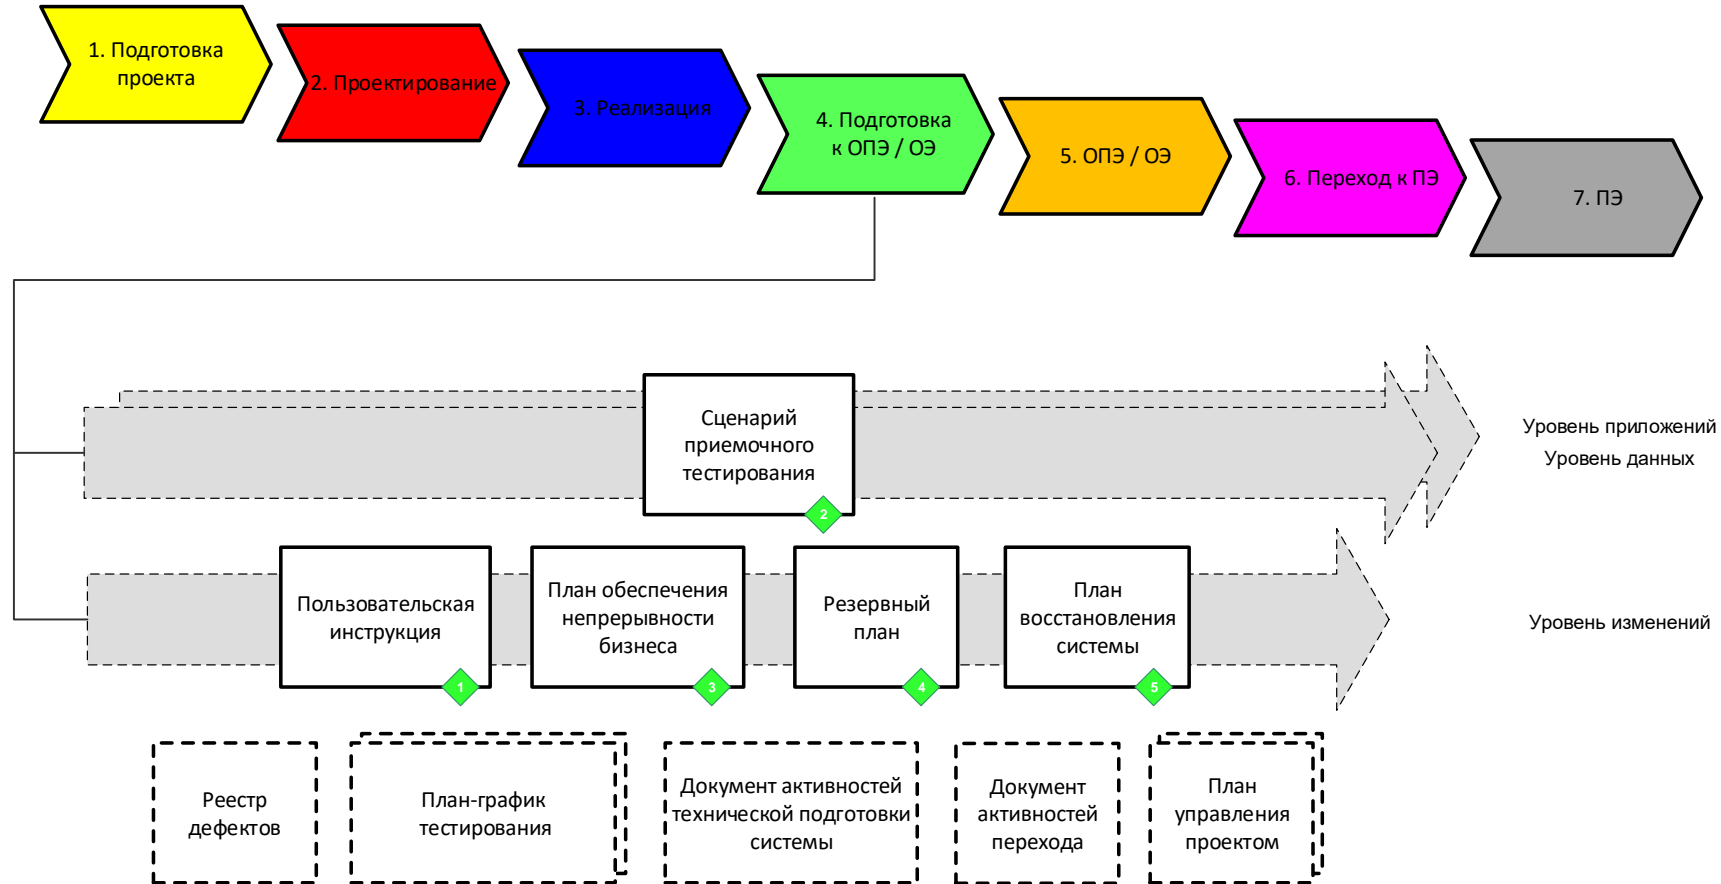 1. Подготовка
проекта
2. Проектирование
3. Реализация
4. Подготовка
к ОПЭ / ОЭ
5. ОПЭ / ОЭ
6. Переход к ПЭ
7. ПЭ
Сценарий
приемочного
тестирования
2
Уровень приложений
Уровень данных
Пользовательская
инструкция
1
План обеспечения
непрерывности
бизнеса
3
Резервный
план
4
План
восстановления
системы
5
Уровень изменений
Реестр
дефектов
План-график
тестирования
Документ активностей
технической подготовки
системы
Документ
активностей
перехода
План
управления
проектом